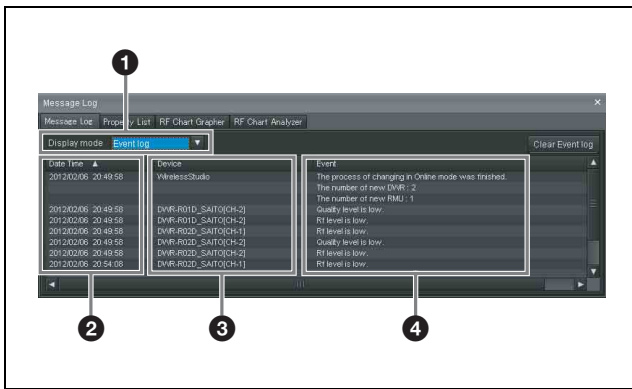 1
Message Log ×
Message Log Property List RF Chart Grapher RF Chart Analyzer
Display mode Event log ▼ Clear Event log
Date Time ▲ Device Event
2012/02/06 20:49:58 WirelessStudio The process of changing in Online mode was finished.
The number of new DWR : 2
The number of new RMU : 1
2012/02/06 20:49:58 DWR-R01D_SAITO[CH-2] Quality level is low.
2012/02/06 20:49:58 DWR-R01D_SAITO[CH-2] Rf level is low.
2012/02/06 20:49:58 DWR-R02D_SAITO[CH-1] Rf level is low.
2012/02/06 20:49:58 DWR-R02D_SAITO[CH-2] Quality level is low.
2012/02/06 20:49:58 DWR-R02D_SAITO[CH-2] Rf level is low.
2012/02/06 20:54:08 DWR-R02D_SAITO[CH-1] Rf level is low.
2 3 4